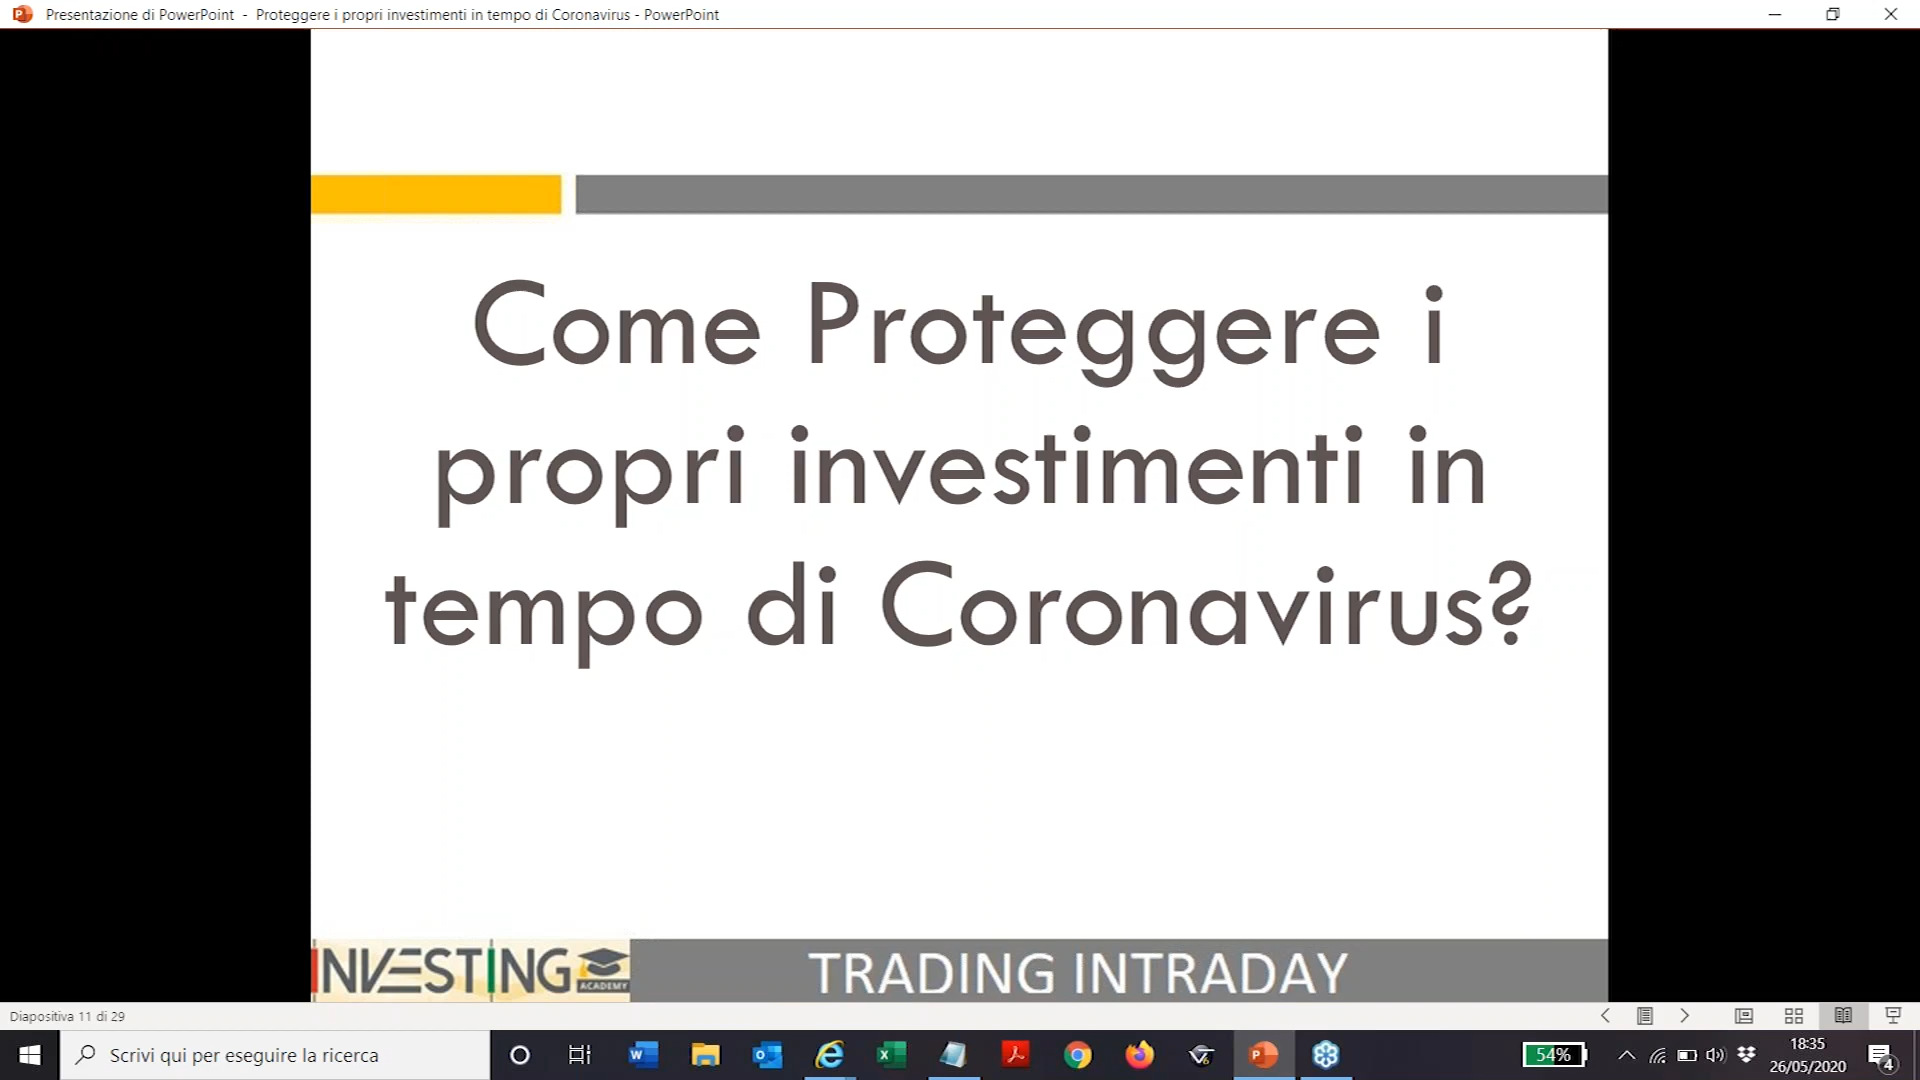 Presentazione di PowerPoint - Proteggere i propri investimenti in tempo di Coronavirus - PowerPoint
Come Proteggere i
propri investimenti in
tempo di Coronavirus?
INVESTING
ACADEMY
TRADING INTRADAY
Diapositiva 11 di 29
Scrivi qui per eseguire la ricerca
54%
18:35
26/05/2020
4